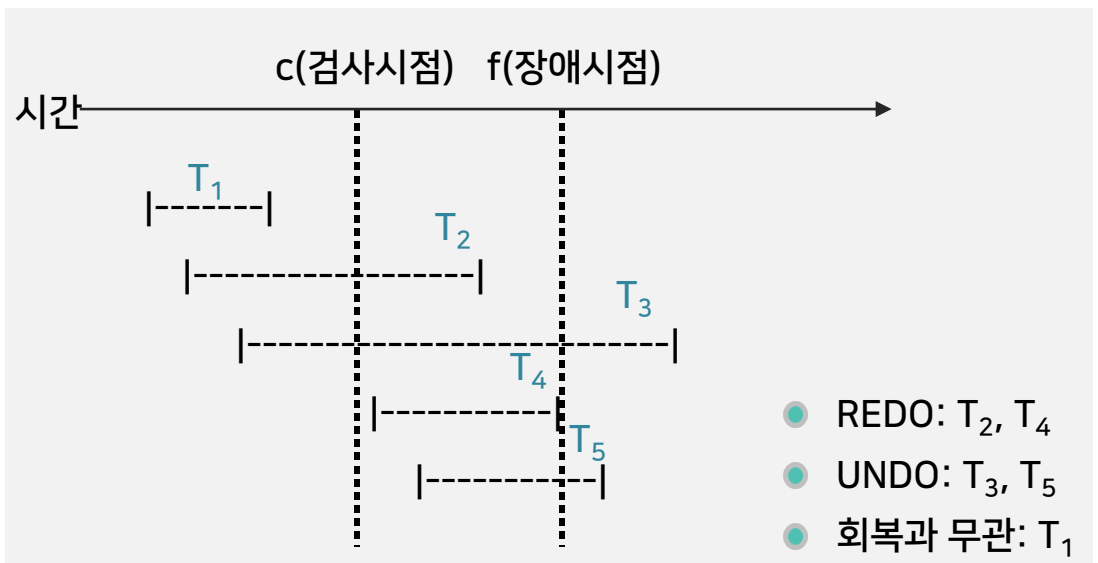 c(검사시점) f(장애시점)
시간
T₁
T₂
T₃
T₄
T₅
REDO: T₂, T₄
UNDO: T₃, T₅
회복과 무관: T₁